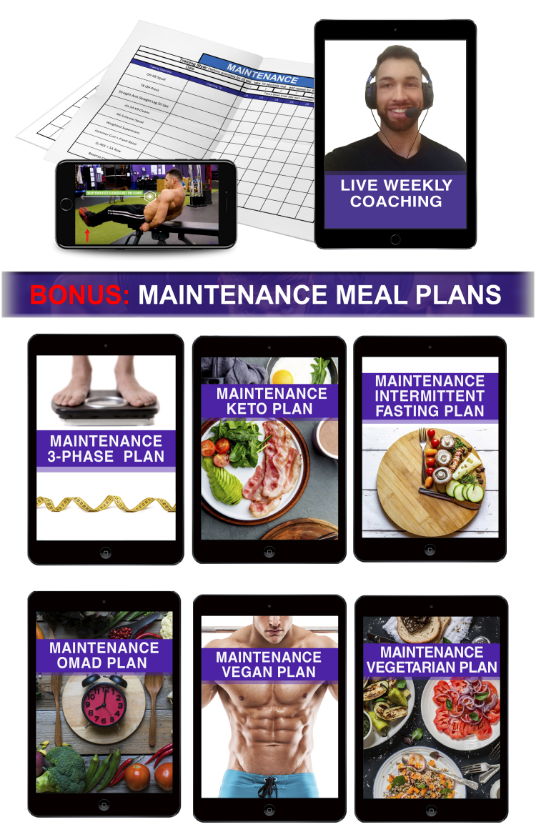 MAINTENANCE
LIVE WEEKLY
COACHING
BONUS: MAINTENANCE MEAL PLANS
MAINTENANCE
3-PHASE PLAN
MAINTENANCE
KETO PLAN
MAINTENANCE
INTERMITTENT
FASTING PLAN
MAINTENANCE
OMAD PLAN
MAINTENANCE
VEGAN PLAN
MAINTENANCE
VEGETARIAN PLAN